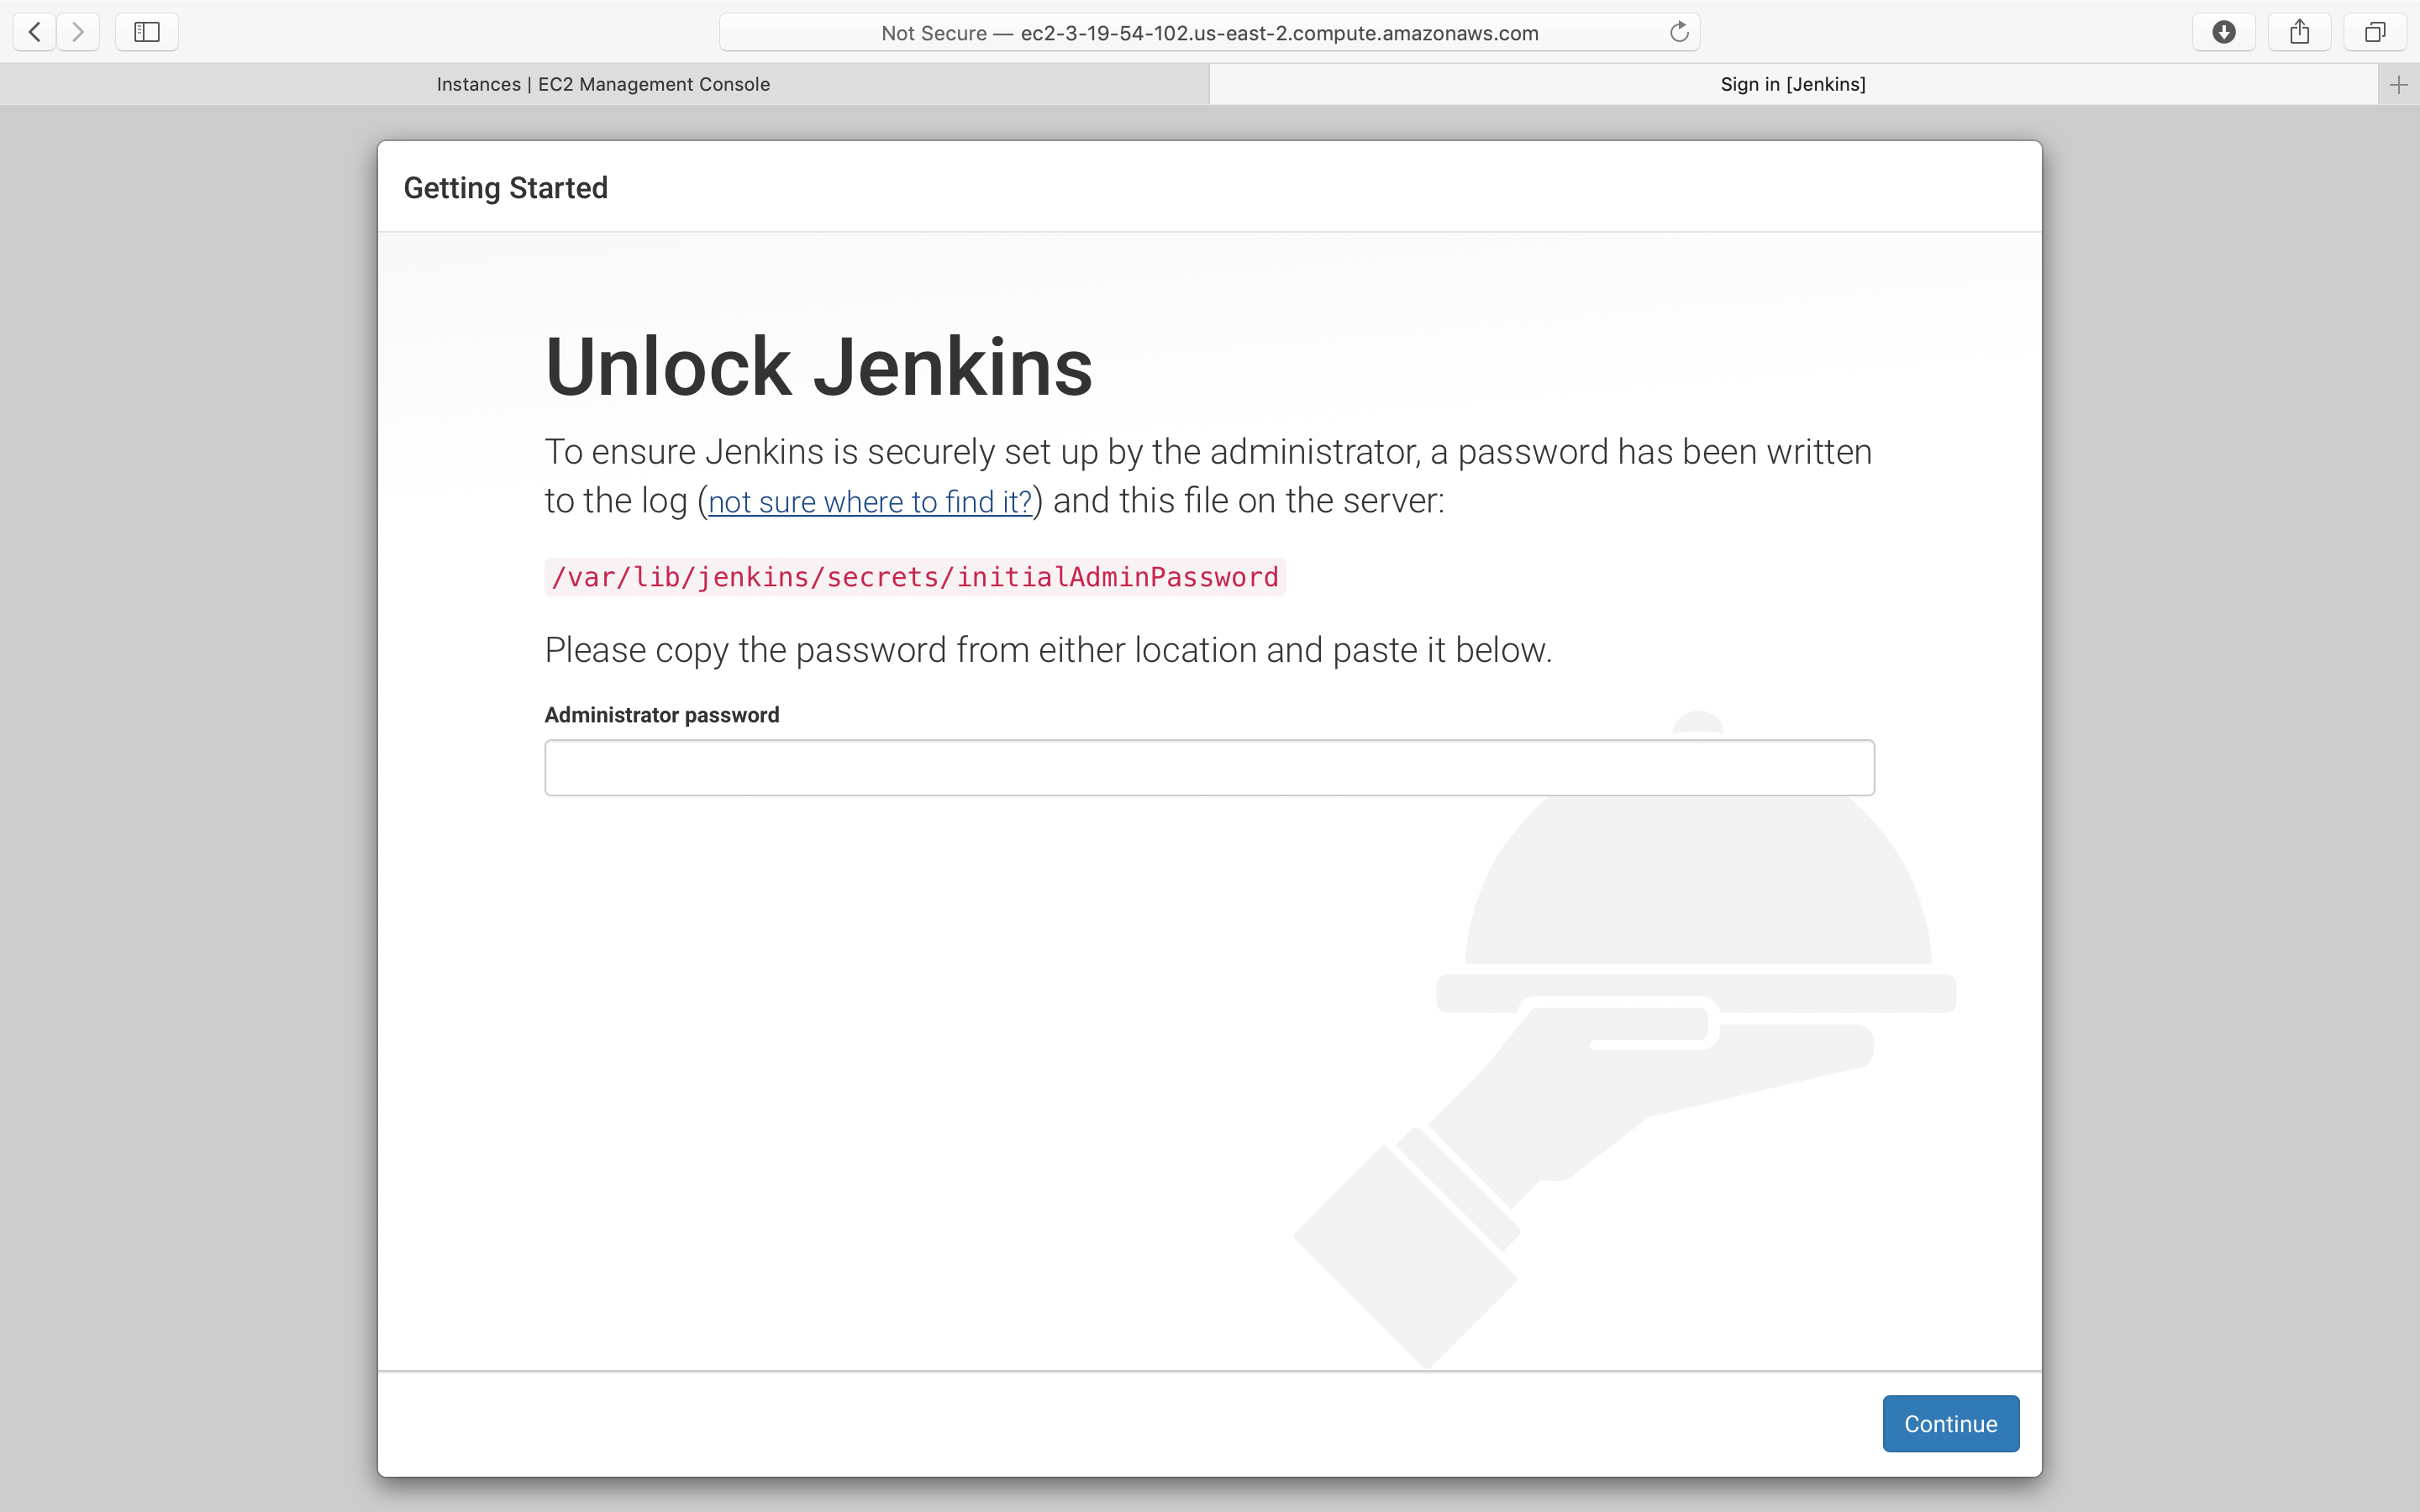 Not Secure — ec2-3-19-54-102.us-east-2.compute.amazonaws.com
Instances | EC2 Management Console
Sign in [Jenkins]
Getting Started
Unlock Jenkins
To ensure Jenkins is securely set up by the administrator, a password has been written
to the log (not sure where to find it?) and this file on the server:
/var/lib/jenkins/secrets/initialAdminPassword
Please copy the password from either location and paste it below.
Administrator password
Continue